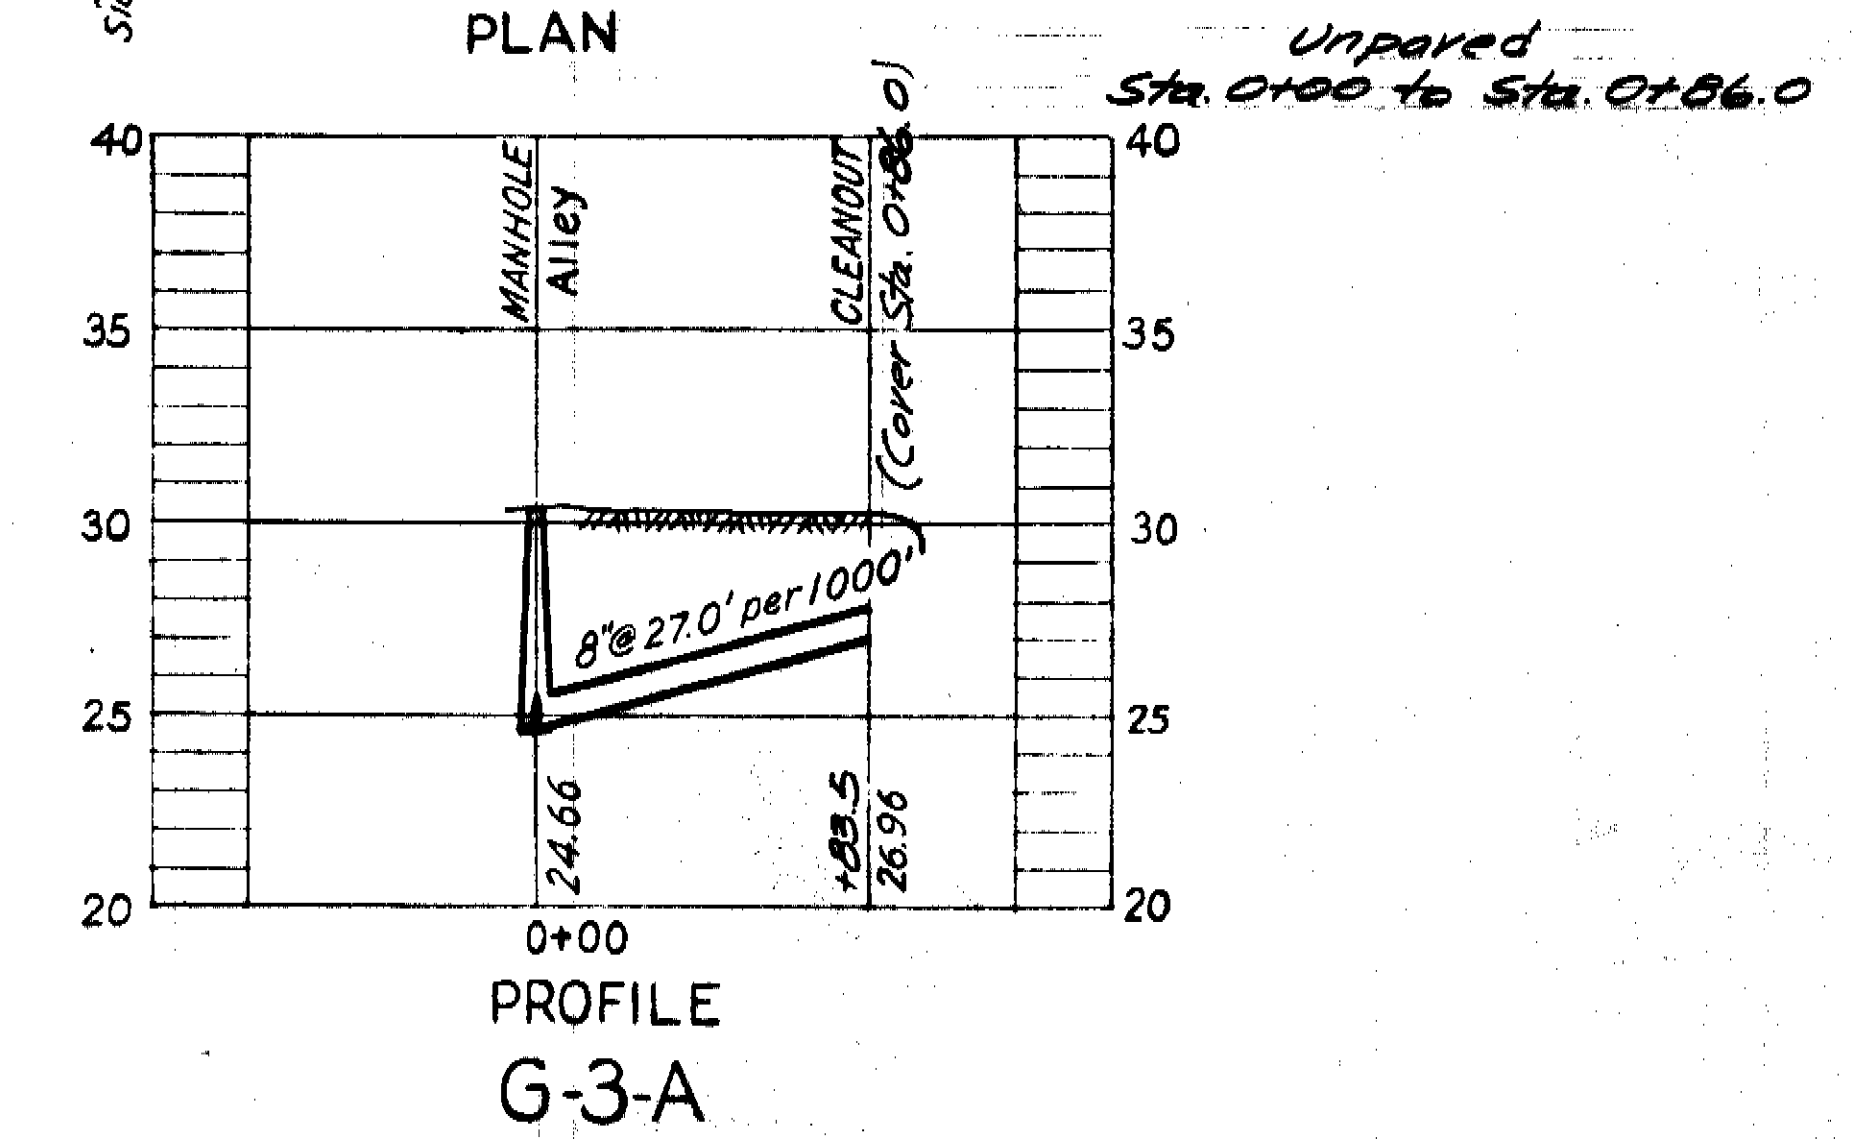 PLAN
Unpaved
Sta. 0+00 to Sta. 0+86.0
40
40
MANHOLE
Alley
CLEANOUT
(Cover Sta. 0+86.0)
35
35
30
30
8"@ 27.0' per 1000'
25
25
24.66
+83.5
26.96
20
20
0+00
PROFILE
G-3-A